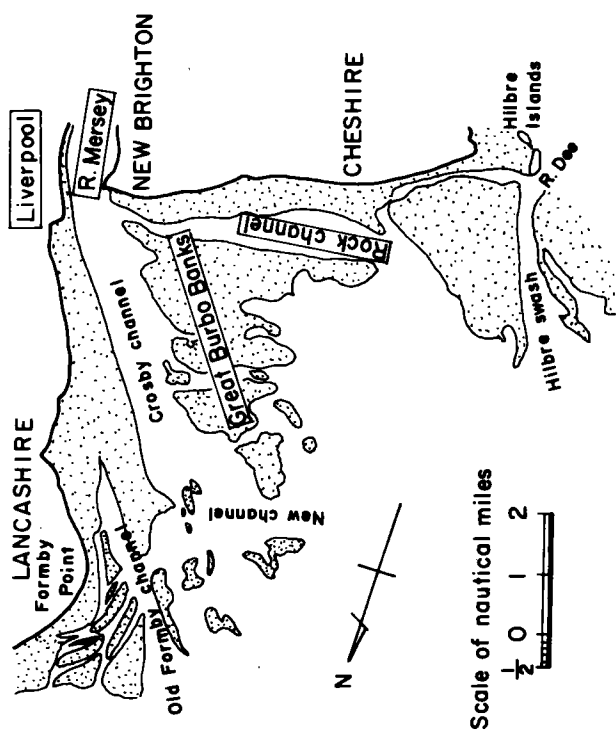 LANCASHIRE
Formby
Point
Liverpool
R. Mersey
NEW BRIGHTON
Crosby channel
Old Formby channel
Great Burbo Banks
New channel
Rock channel
CHESHIRE
Hilbre
Islands
R. Dee
Hilbre swash
N
Scale of nautical miles
1/2 0 1 2